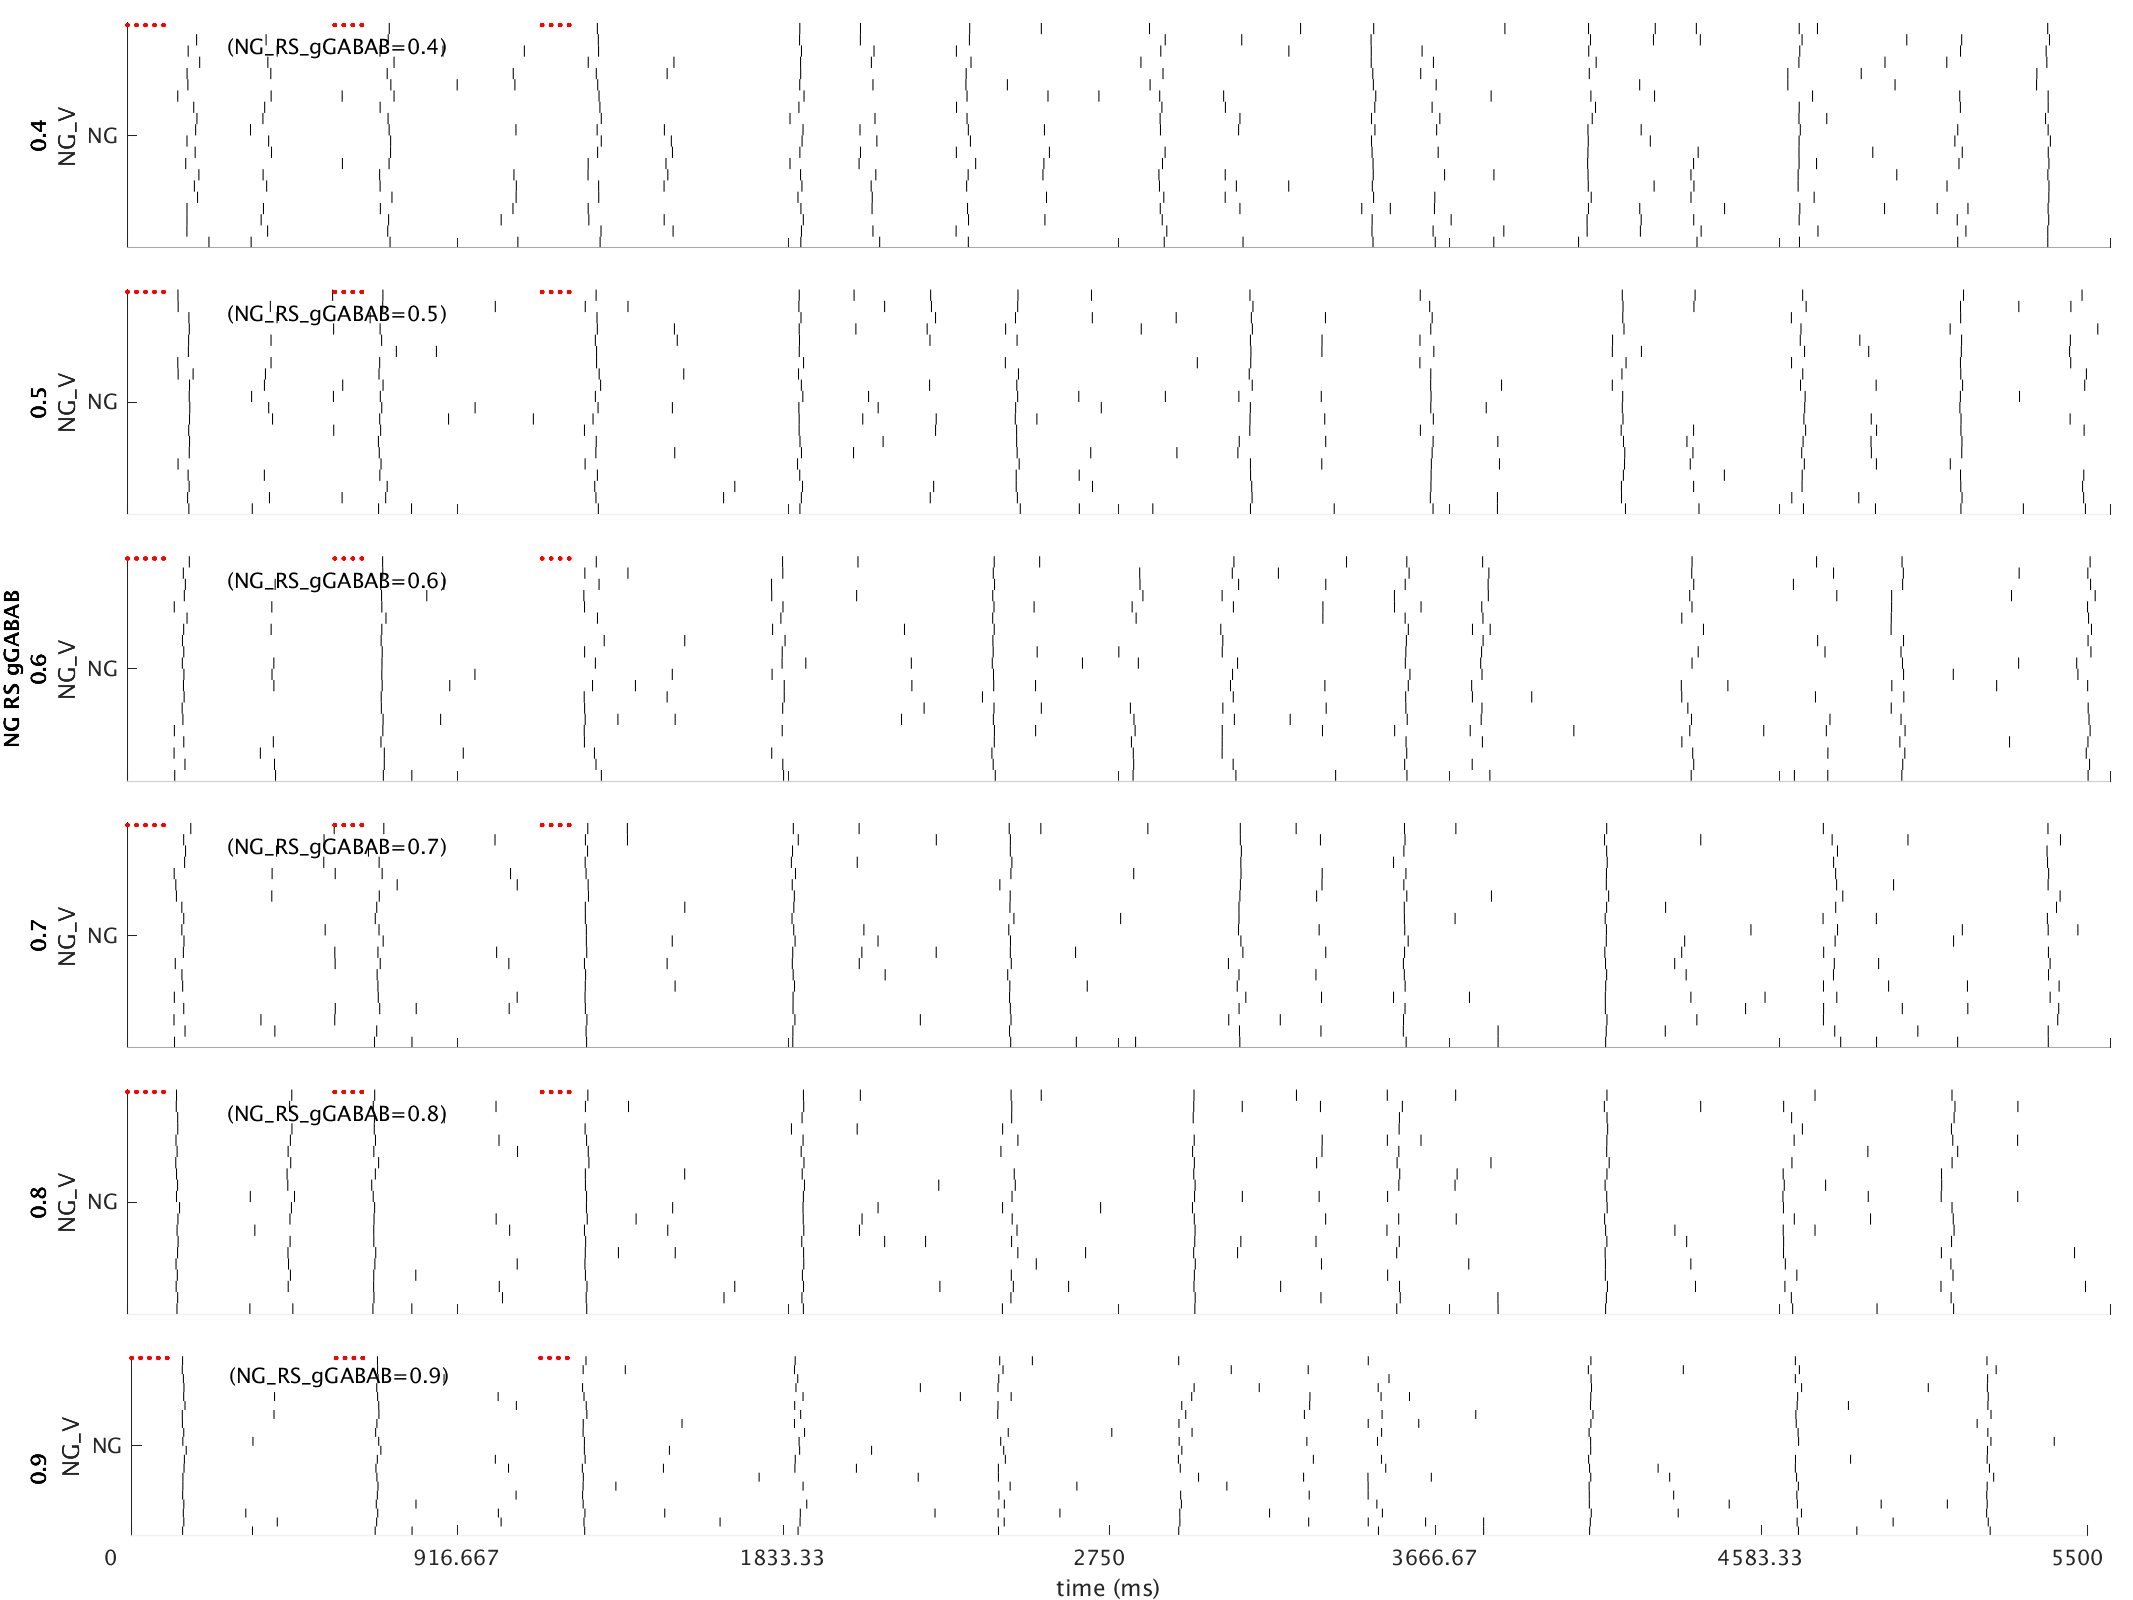 NG RS gGABAB
0.4
NG_V
NG
(NG_RS_gGABAB=0.4)
0.5
NG_V
NG
(NG_RS_gGABAB=0.5)
0.6
NG_V
NG
(NG_RS_gGABAB=0.6)
0.7
NG_V
NG
(NG_RS_gGABAB=0.7)
0.8
NG_V
NG
(NG_RS_gGABAB=0.8)
0.9
NG_V
NG
(NG_RS_gGABAB=0.9)
0 916.667 1833.33 2750 3666.67 4583.33 5500
time (ms)